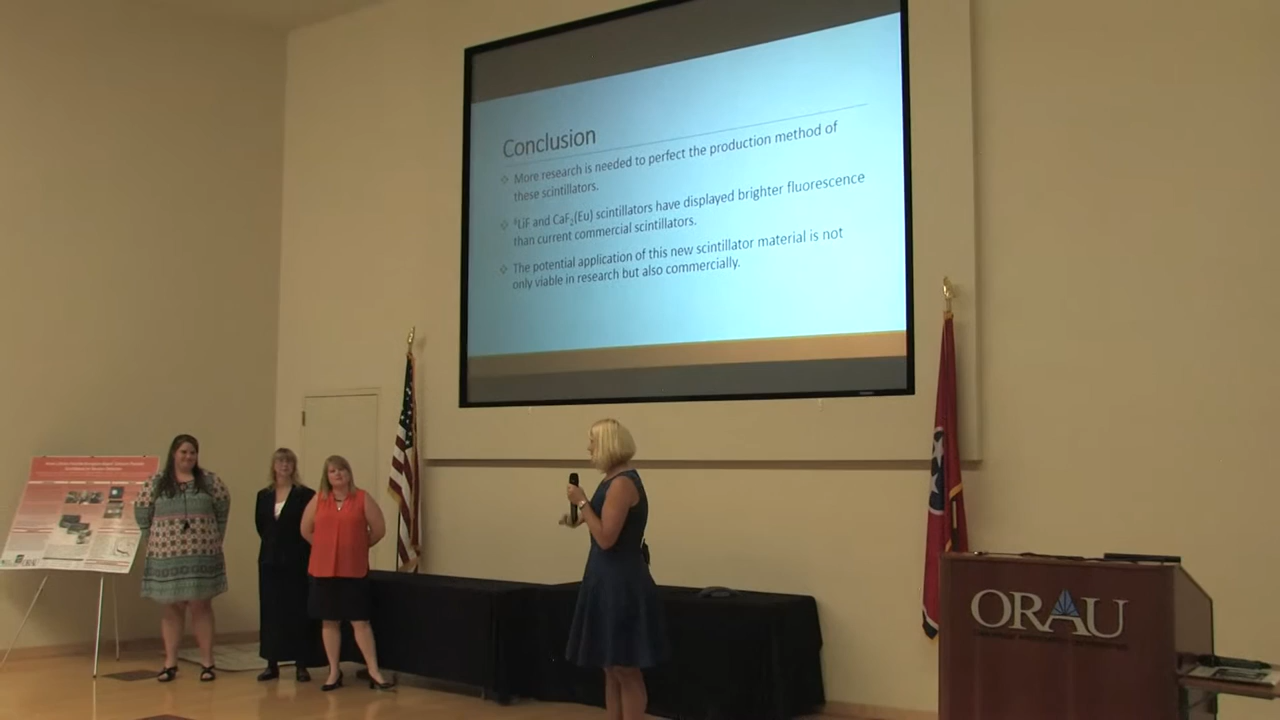 Conclusion
❖ More research is needed to perfect the production method of
these scintillators.
❖ ⁶LiF and CaF₂(Eu) scintillators have displayed brighter fluorescence
than current commercial scintillators.
❖ The potential application of this new scintillator material is not
only viable in research but also commercially.
ORAU